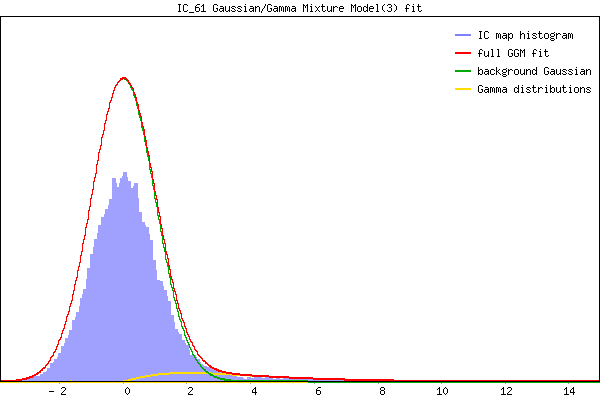 IC_61 Gaussian/Gamma Mixture Model(3) fit
IC map histogram
full GGM fit
background Gaussian
Gamma distributions
-2 0 2 4 6 8 10 12 14